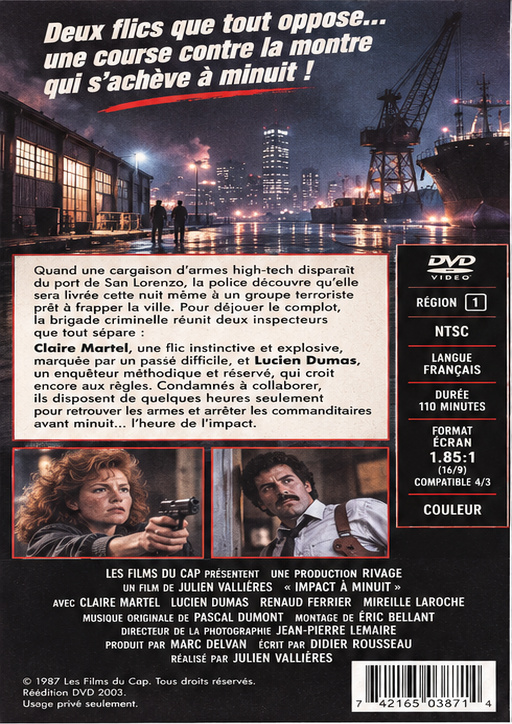 Deux flics que tout oppose...
une course contre la montre
qui s'achève à minuit !
Quand une cargaison d'armes high-tech disparaît
du port de San Lorenzo, la police découvre qu'elle
sera livrée cette nuit même à un groupe terroriste
prêt à frapper la ville. Pour déjouer le complot,
la brigade criminelle réunit deux inspecteurs
que tout sépare :
Claire Martel, une flic instinctive et explosive,
marquée par un passé difficile, et Lucien Dumas,
un enquêteur méthodique et réservé, qui croit
encore aux règles. Condamnés à collaborer,
ils disposent de quelques heures seulement
pour retrouver les armes et arrêter les commanditaires
avant minuit... l'heure de l'impact.
DVD
VIDEO
RÉGION 1
NTSC
LANGUE
FRANÇAIS
DURÉE
110 MINUTES
FORMAT
ÉCRAN
1.85:1
(16/9)
COMPATIBLE 4/3
COULEUR
LES FILMS DU CAP PRÉSENTENT UNE PRODUCTION RIVAGE
UN FILM DE JULIEN VALLIÉRES « IMPACT À MINUIT »
AVEC CLAIRE MARTEL LUCIEN DUMAS RENAUD FERRIER MIREILLE LAROCHE
MUSIQUE ORIGINALE DE PASCAL DUMONT MONTAGE DE ÉRIC BELLANT
DIRECTEUR DE LA PHOTOGRAPHIE JEAN-PIERRE LEMAIRE
PRODUIT PAR MARC DELVAN ÉCRIT PAR DIDIER ROUSSEAU
RÉALISÉ PAR JULIEN VALLIÈRES
© 1987 Les Films du Cap. Tous droits réservés.
Réédition DVD 2003.
Usage privé seulement.
7 42165 03871 4